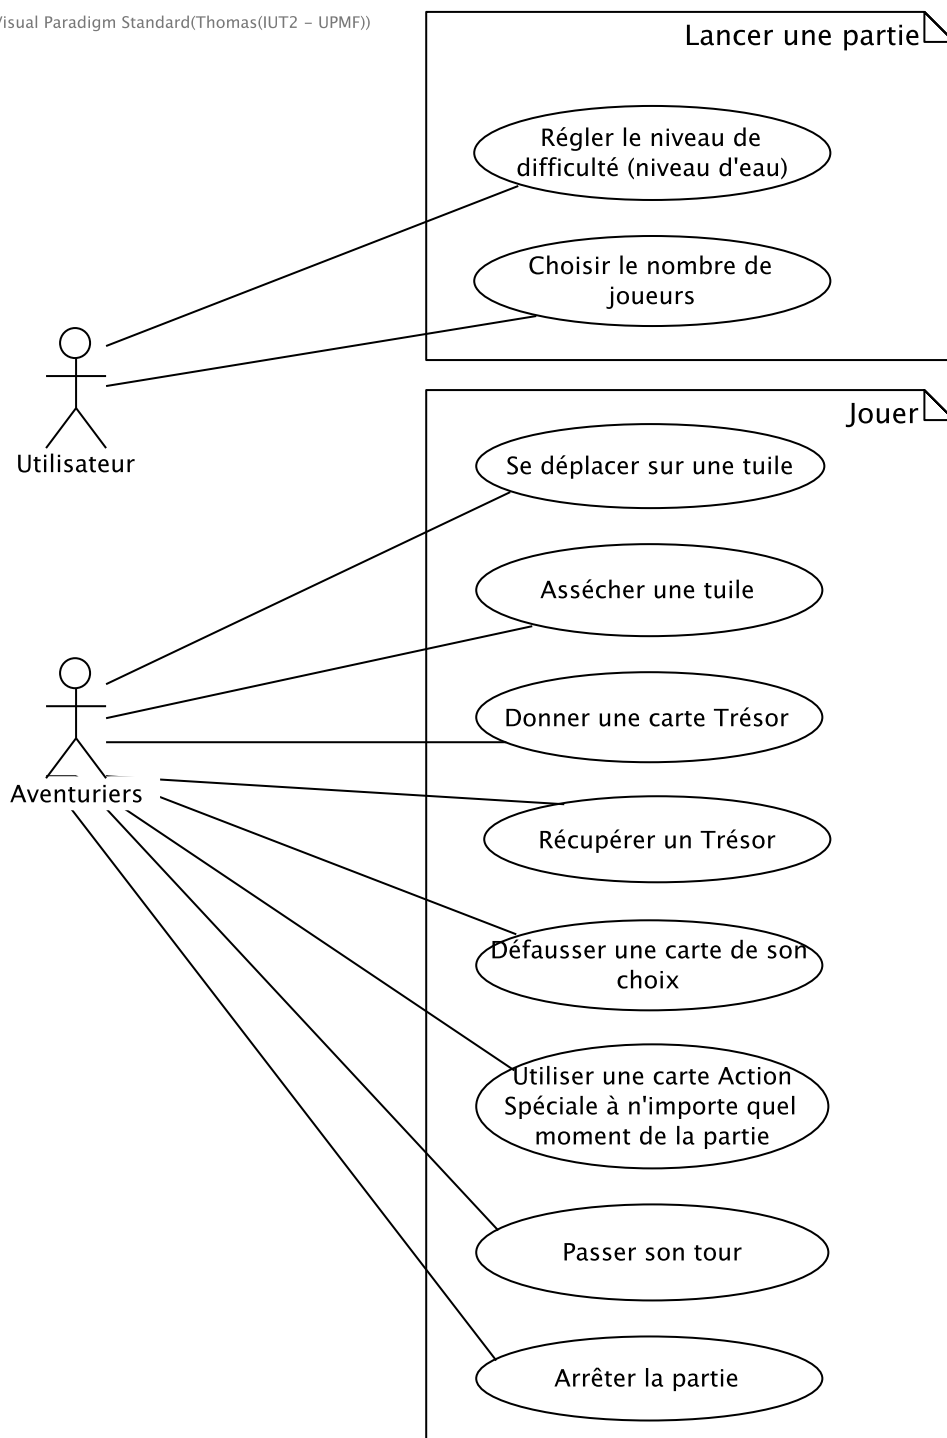 Visual Paradigm Standard(Thomas(IUT2 - UPMF))
Lancer une partie
Régler le niveau de
difficulté (niveau d'eau)
Choisir le nombre de
joueurs
Utilisateur
Jouer
Se déplacer sur une tuile
Assécher une tuile
Donner une carte Trésor
Aventuriers
Récupérer un Trésor
Défausser une carte de son
choix
Utiliser une carte Action
Spéciale à n'importe quel
moment de la partie
Passer son tour
Arrêter la partie